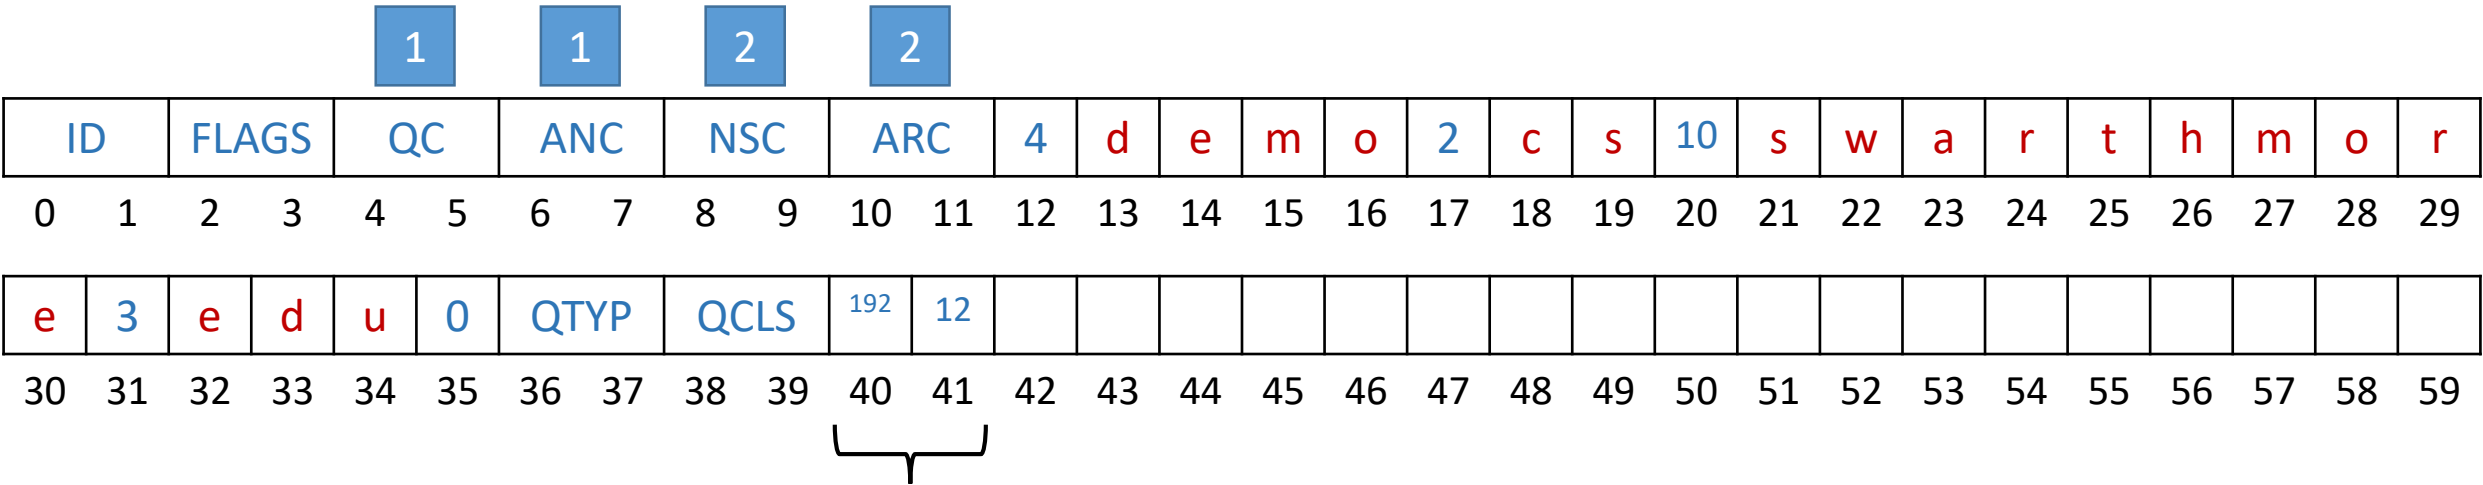 1 1 2 2
ID FLAGS QC ANC NSC ARC 4 d e m o 2 c s 10 s w a r t h m o r
0 1 2 3 4 5 6 7 8 9 10 11 12 13 14 15 16 17 18 19 20 21 22 23 24 25 26 27 28 29
e 3 e d u 0 QTYP QCLS 192 12
30 31 32 33 34 35 36 37 38 39 40 41 42 43 44 45 46 47 48 49 50 51 52 53 54 55 56 57 58 59